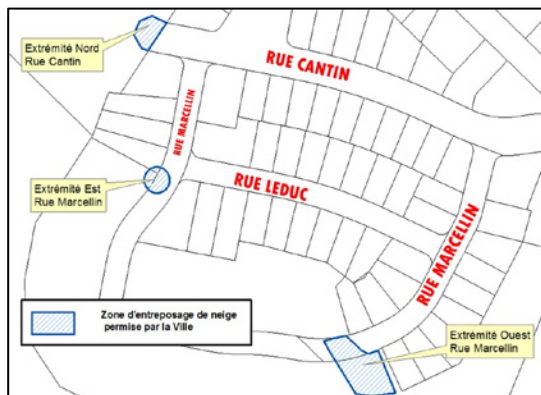 Extrémité Nord
Rue Cantin
RUE CANTIN
RUE MARCELLIN
Extrémité Est
Rue Marcellin
RUE LEDUC
RUE MARCELLIN
Zone d'entreposage de neige
permise par la Ville
Extrémité Ouest
Rue Marcellin